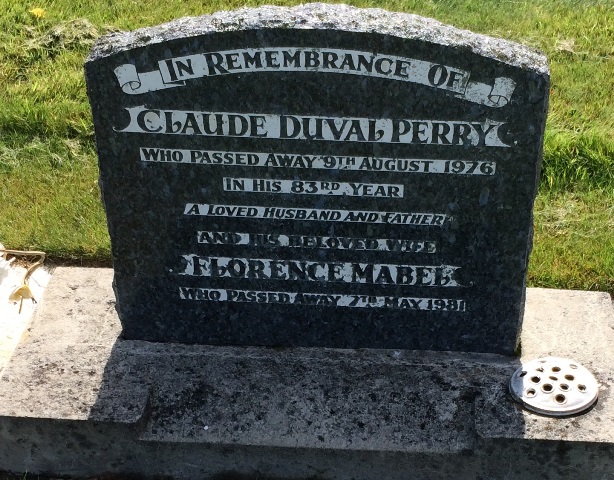 In Remembrance Of
Claude Duval Perry
Who Passed Away 9th August 1976
In His 83rd Year
A Loved Husband and Father
And His Beloved Wife
Florence Mabel
Who Passed Away 7th May 1981